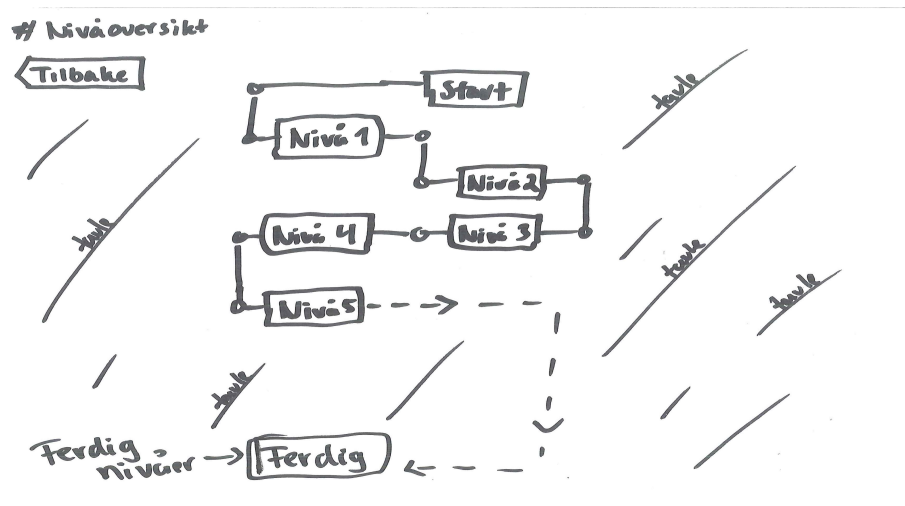 # Nivåoversikt
Tilbake
Start
Nivå 1
Nivå 2
Nivå 4
Nivå 3
Nivå 5
tavle
tavle
tavle
tavle
tavle
Ferdig
nivåer
Ferdig